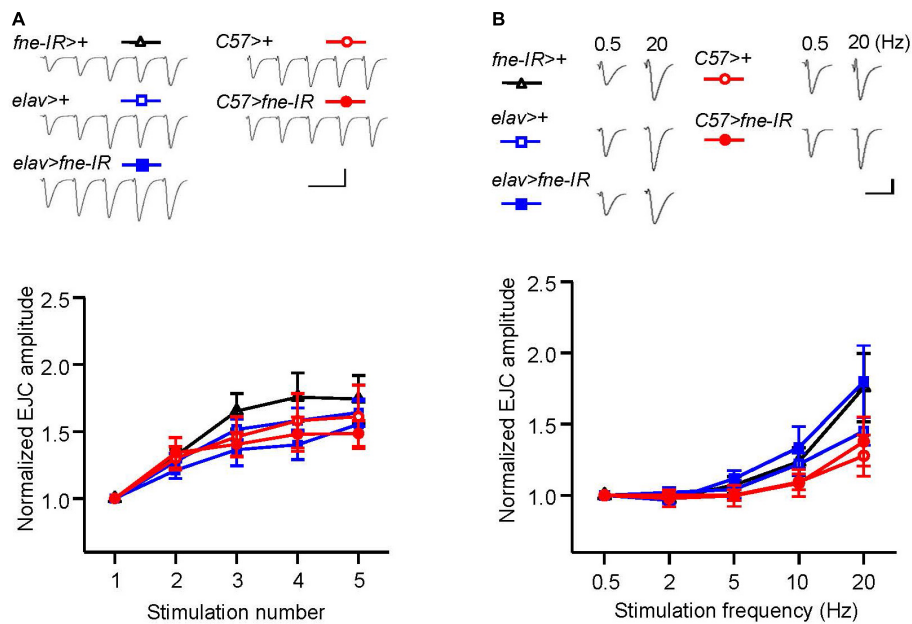 A
fne-IR>+
C57>+
elav>+
C57>fne-IR
elav>fne-IR
Normalized EJC amplitude
2.5
2.0
1.5
1.0
1 2 3 4 5
Stimulation number
B
0.5 20
0.5 20 (Hz)
fne-IR>+
C57>+
elav>+
C57>fne-IR
elav>fne-IR
Normalized EJC amplitude
2.5
2.0
1.5
1.0
0.5 2 5 10 20
Stimulation frequency (Hz)